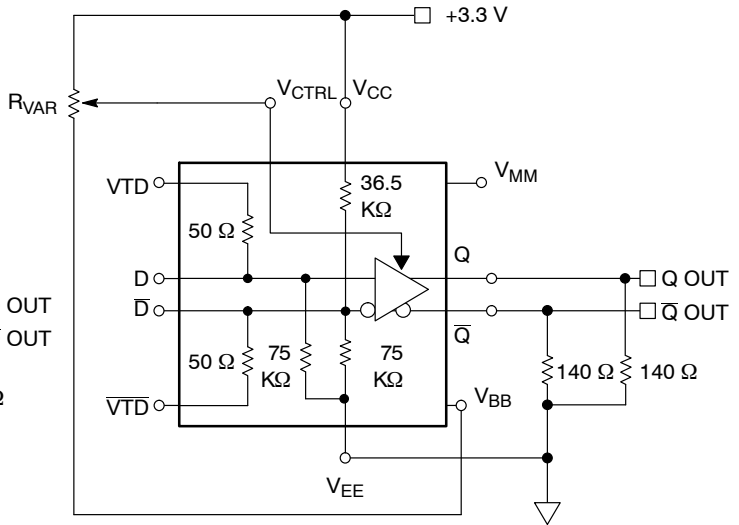 +3.3 V
R_VAR
V_CTRL
V_CC
VTD
36.5
KΩ
V_MM
50 Ω
D
Q
Q OUT
D̅
Q̅
Q̅ OUT
OUT
OUT
50 Ω
75
KΩ
75
KΩ
140 Ω
140 Ω
Ω
V̅T̅D̅
V_BB
V_EE